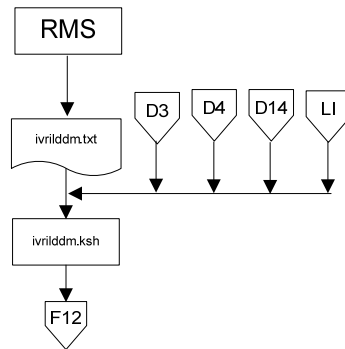 RMS
D3 D4 D14 LI
ivrilddm.txt
ivrilddm.ksh
F12